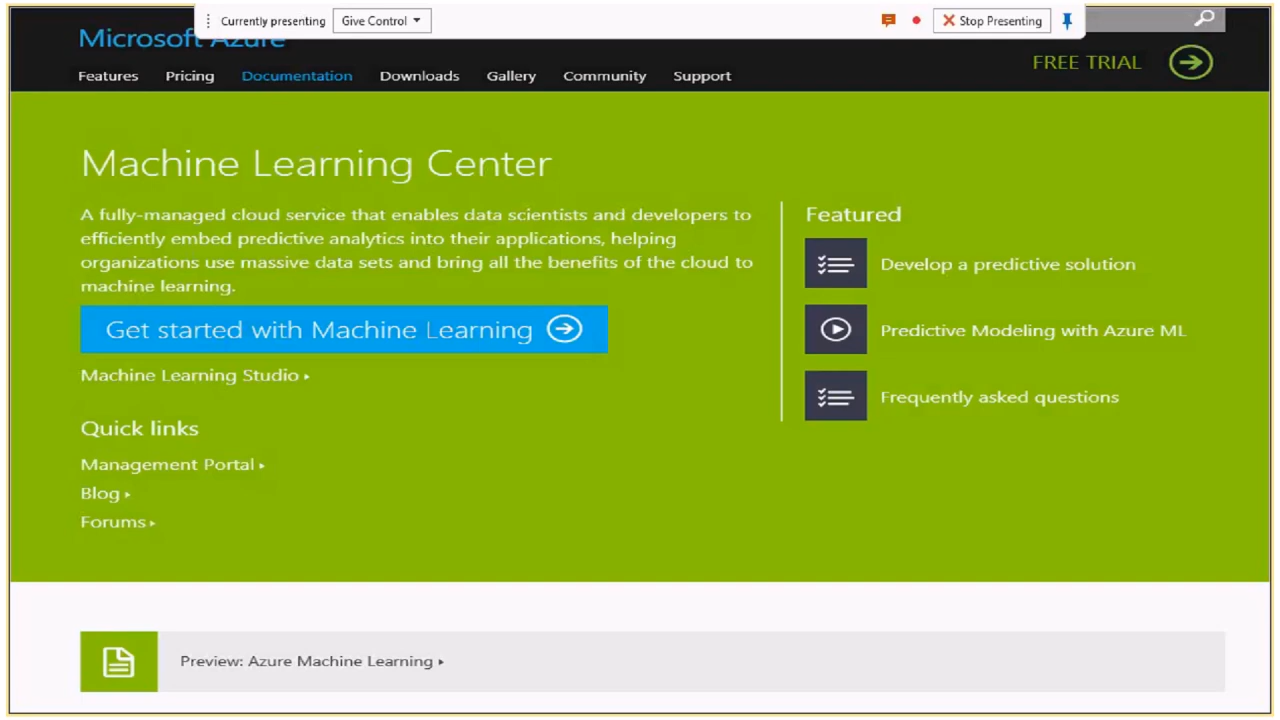 Currently presenting Give Control Stop Presenting
Microsoft Azure
FREE TRIAL
Features Pricing Documentation Downloads Gallery Community Support
Machine Learning Center
A fully-managed cloud service that enables data scientists and developers to
efficiently embed predictive analytics into their applications, helping
organizations use massive data sets and bring all the benefits of the cloud to
machine learning.
Get started with Machine Learning
Machine Learning Studio
Quick links
Management Portal
Blog
Forums
Featured
Develop a predictive solution
Predictive Modeling with Azure ML
Frequently asked questions
Preview: Azure Machine Learning